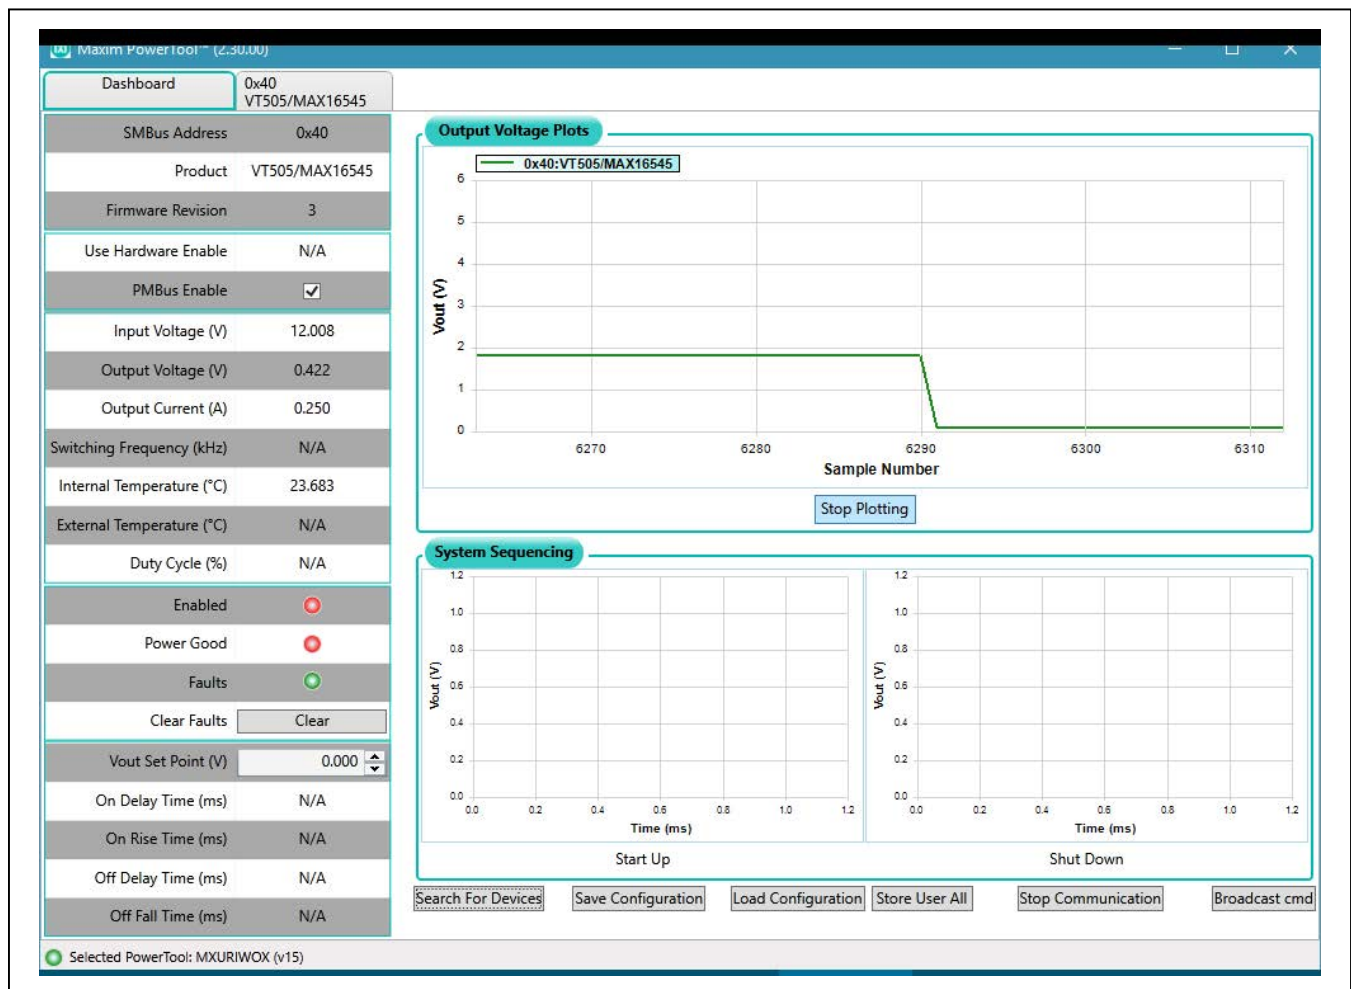 Maxim PowerTool™ (2.30.00)
Dashboard
0x40
VT505/MAX16545
SMBus Address 0x40
Product VT505/MAX16545
Firmware Revision 3
Use Hardware Enable N/A
PMBus Enable
Input Voltage (V) 12.008
Output Voltage (V) 0.422
Output Current (A) 0.250
Switching Frequency (kHz) N/A
Internal Temperature (°C) 23.683
External Temperature (°C) N/A
Duty Cycle (%) N/A
Enabled
Power Good
Faults
Clear Faults Clear
Vout Set Point (V) 0.000
On Delay Time (ms) N/A
On Rise Time (ms) N/A
Off Delay Time (ms) N/A
Off Fall Time (ms) N/A
Output Voltage Plots
0x40:VT505/MAX16545
6
5
4
3
2
1
0
Vout (V)
6270 6280 6290 6300 6310
Sample Number
Stop Plotting
System Sequencing
1.2
1.0
0.8
0.6
0.4
0.2
0.0
Vout (V)
0.0 0.2 0.4 0.6 0.8 1.0 1.2
Time (ms)
Start Up
1.2
1.0
0.8
0.6
0.4
0.2
0.0
Vout (V)
0.0 0.2 0.4 0.6 0.8 1.0 1.2
Time (ms)
Shut Down
Search For Devices Save Configuration Load Configuration Store User All Stop Communication Broadcast cmd
Selected PowerTool: MXURIWOX (v15)